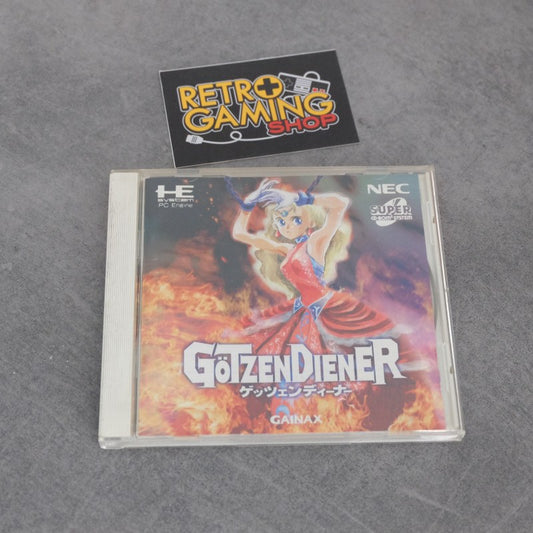 RETRO
GAMING
SHOP
HE
SYSTEM
PC Engine
NEC
SUPER
CD-ROM² SYSTEM
GÖTZENDIENER
ゲッツェンディーナー
GAINAX